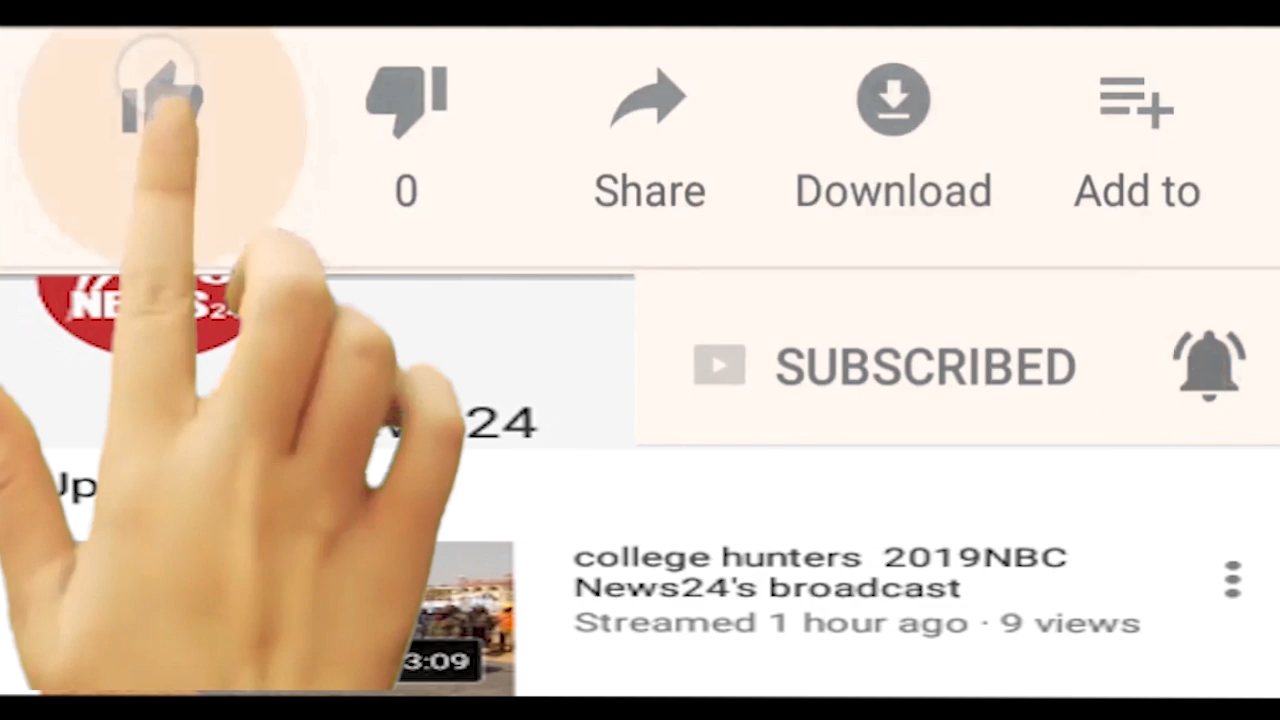 0 Share Download Add to
SUBSCRIBED
24
college hunters 2019NBC
News24's broadcast
Streamed 1 hour ago · 9 views
3:09